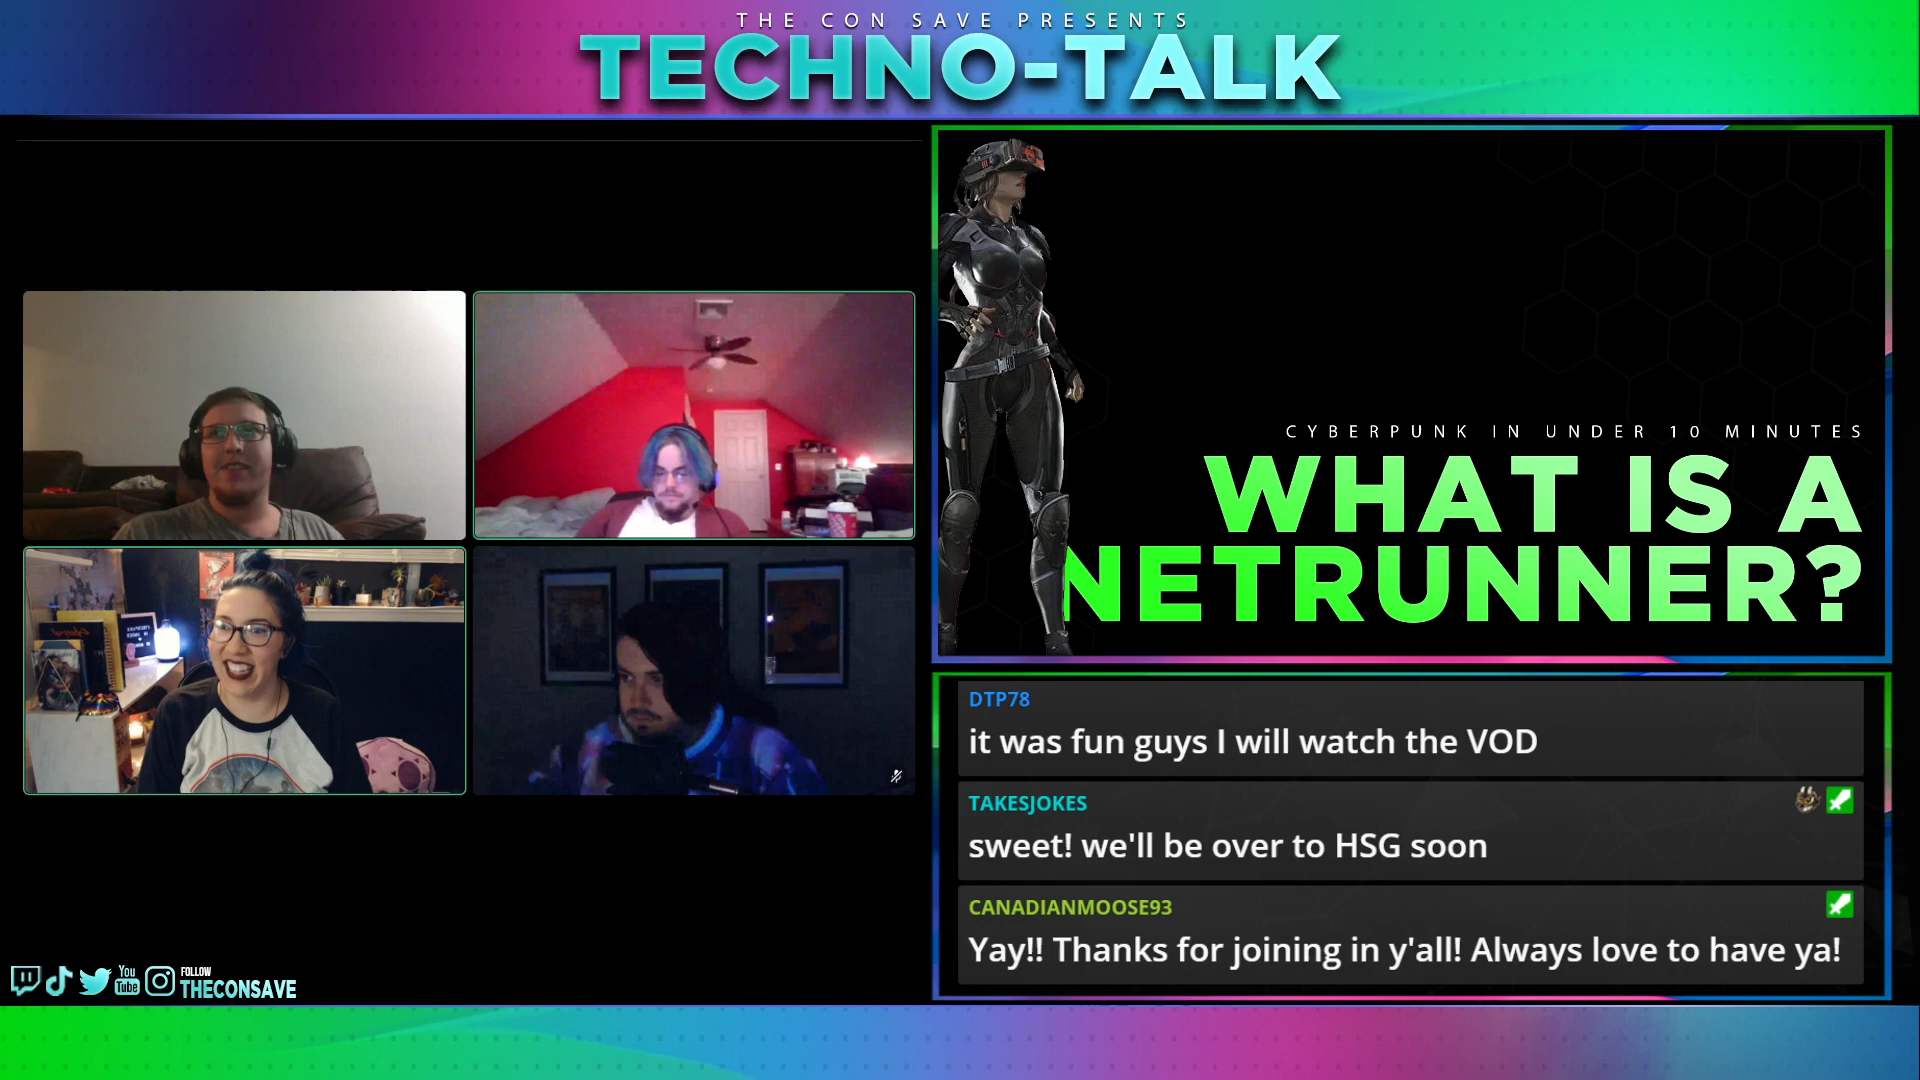 THE CON SAVE PRESENTS
TECHNO-TALK
CYBERPUNK IN UNDER 10 MINUTES
WHAT IS A
NETRUNNER?
DTP78
it was fun guys I will watch the VOD
TAKESJOKES
sweet! we'll be over to HSG soon
CANADIANMOOSE93
Yay!! Thanks for joining in y'all! Always love to have ya!
You
Tube
FOLLOW
THECONSAVE